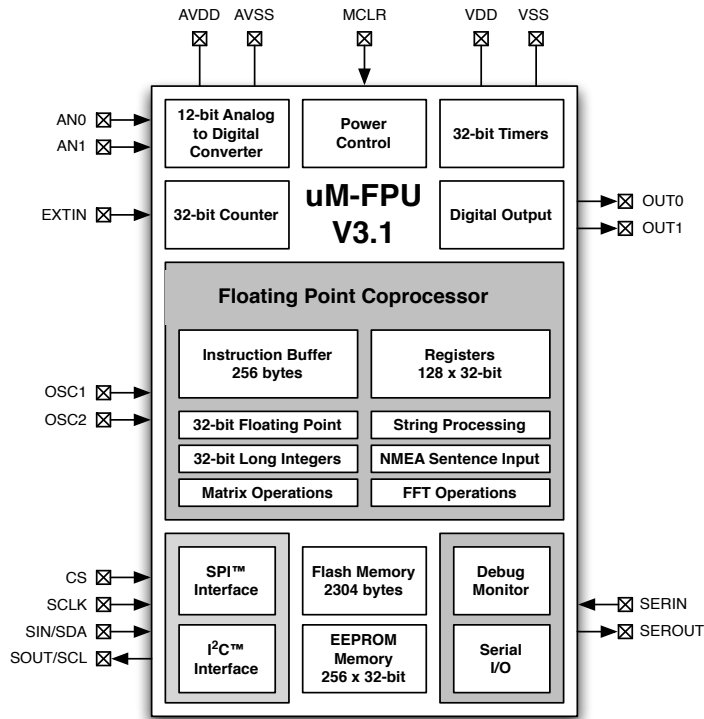 AVDD AVSS MCLR VDD VSS
AN0
AN1
12-bit Analog
to Digital
Converter
Power
Control
32-bit Timers
EXTIN
32-bit Counter
uM-FPU
V3.1
Digital Output
OUT0
OUT1
Floating Point Coprocessor
Instruction Buffer
256 bytes
Registers
128 x 32-bit
OSC1
OSC2
32-bit Floating Point
String Processing
32-bit Long Integers
NMEA Sentence Input
Matrix Operations
FFT Operations
CS
SCLK
SIN/SDA
SOUT/SCL
SPI™
Interface
Flash Memory
2304 bytes
Debug
Monitor
I²C™
Interface
EEPROM
Memory
256 x 32-bit
Serial
I/O
SERIN
SEROUT